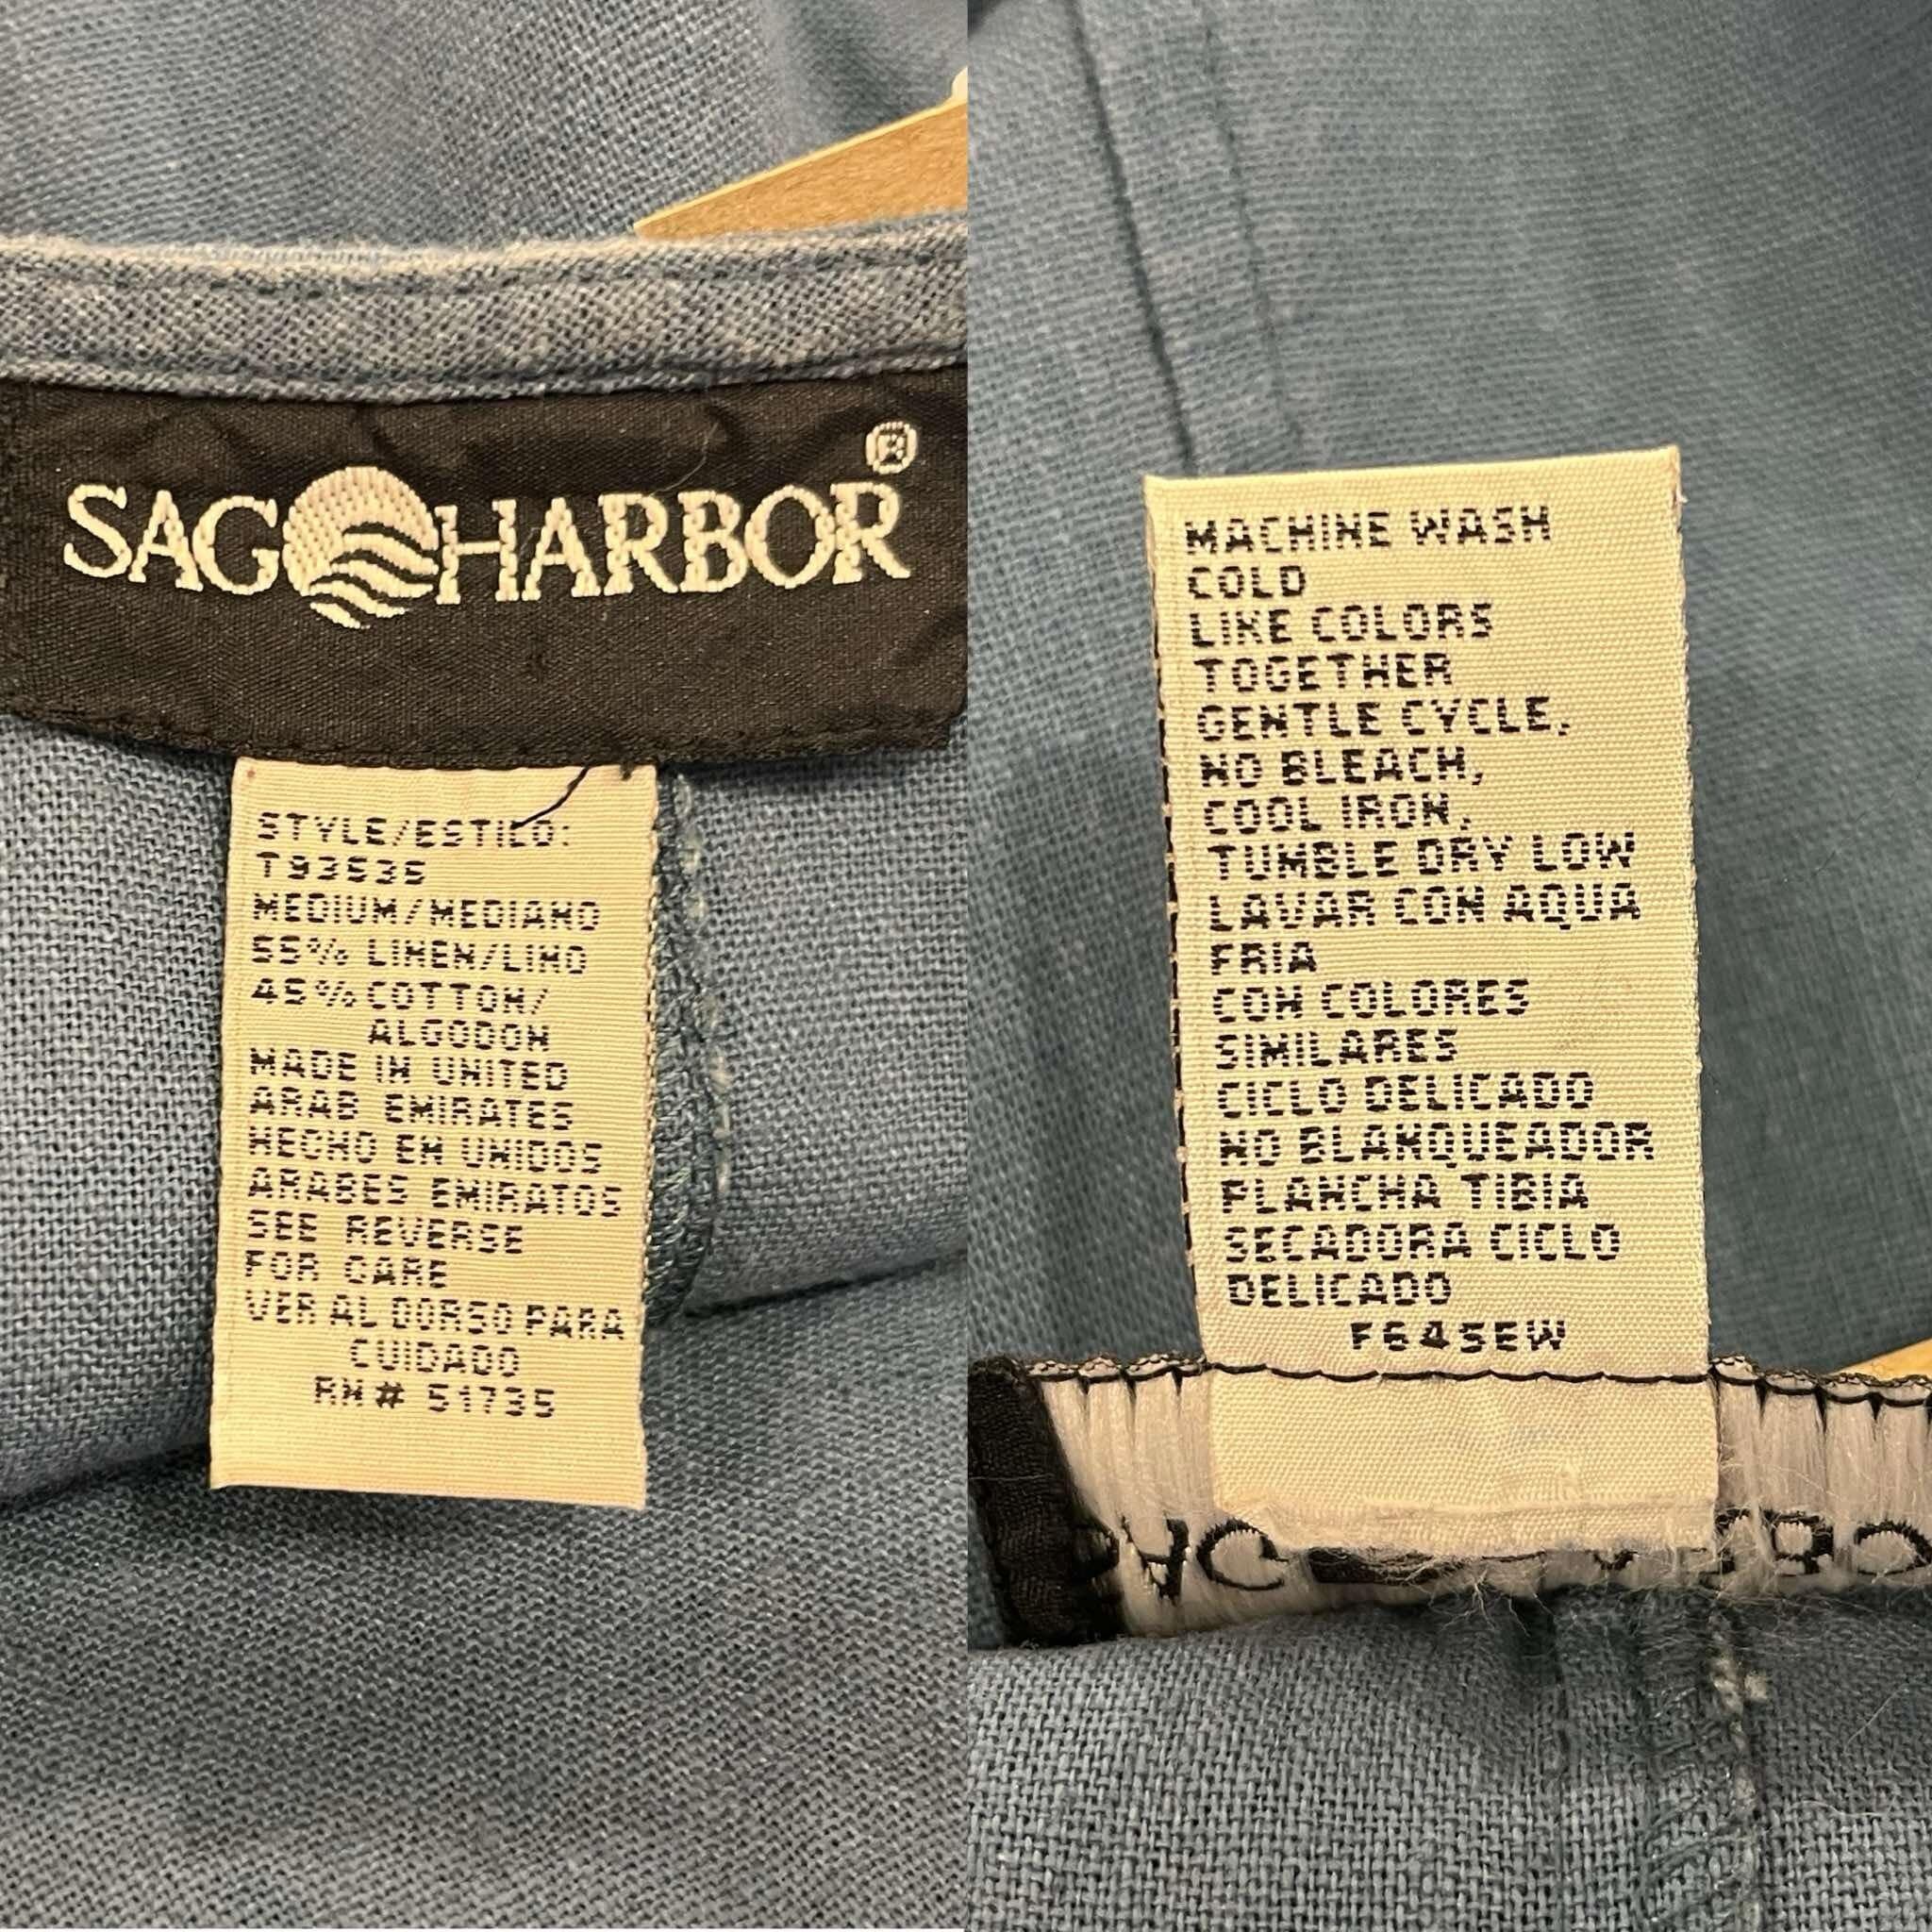 SAG HARBOR®
STYLE/ESTILO:
T93535
MEDIUM/MEDIANO
55% LINEN/LINO
45% COTTON/
ALGODON
MADE IN UNITED
ARAB EMIRATES
HECHO EN UNIDOS
ARABES EMIRATOS
SEE REVERSE
FOR CARE
VER AL DORSO PARA
CUIDADO
RN# 51735
MACHINE WASH
COLD
LIKE COLORS
TOGETHER
GENTLE CYCLE,
NO BLEACH,
COOL IRON,
TUMBLE DRY LOW
LAVAR CON AQUA
FRIA
CON COLORES
SIMILARES
CICLO DELICADO
NO BLANQUEADOR
PLANCHA TIBIA
SECADORA CICLO
DELICADO
F64SEW